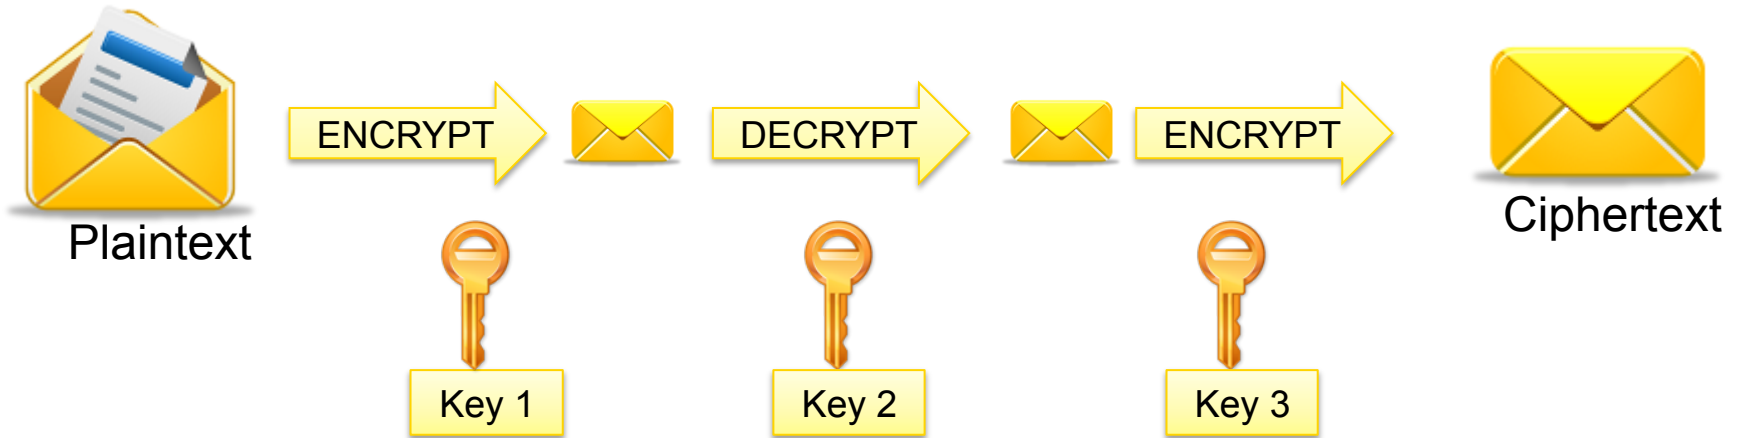 ENCRYPT
DECRYPT
ENCRYPT
Plaintext
Ciphertext
Key 1
Key 2
Key 3